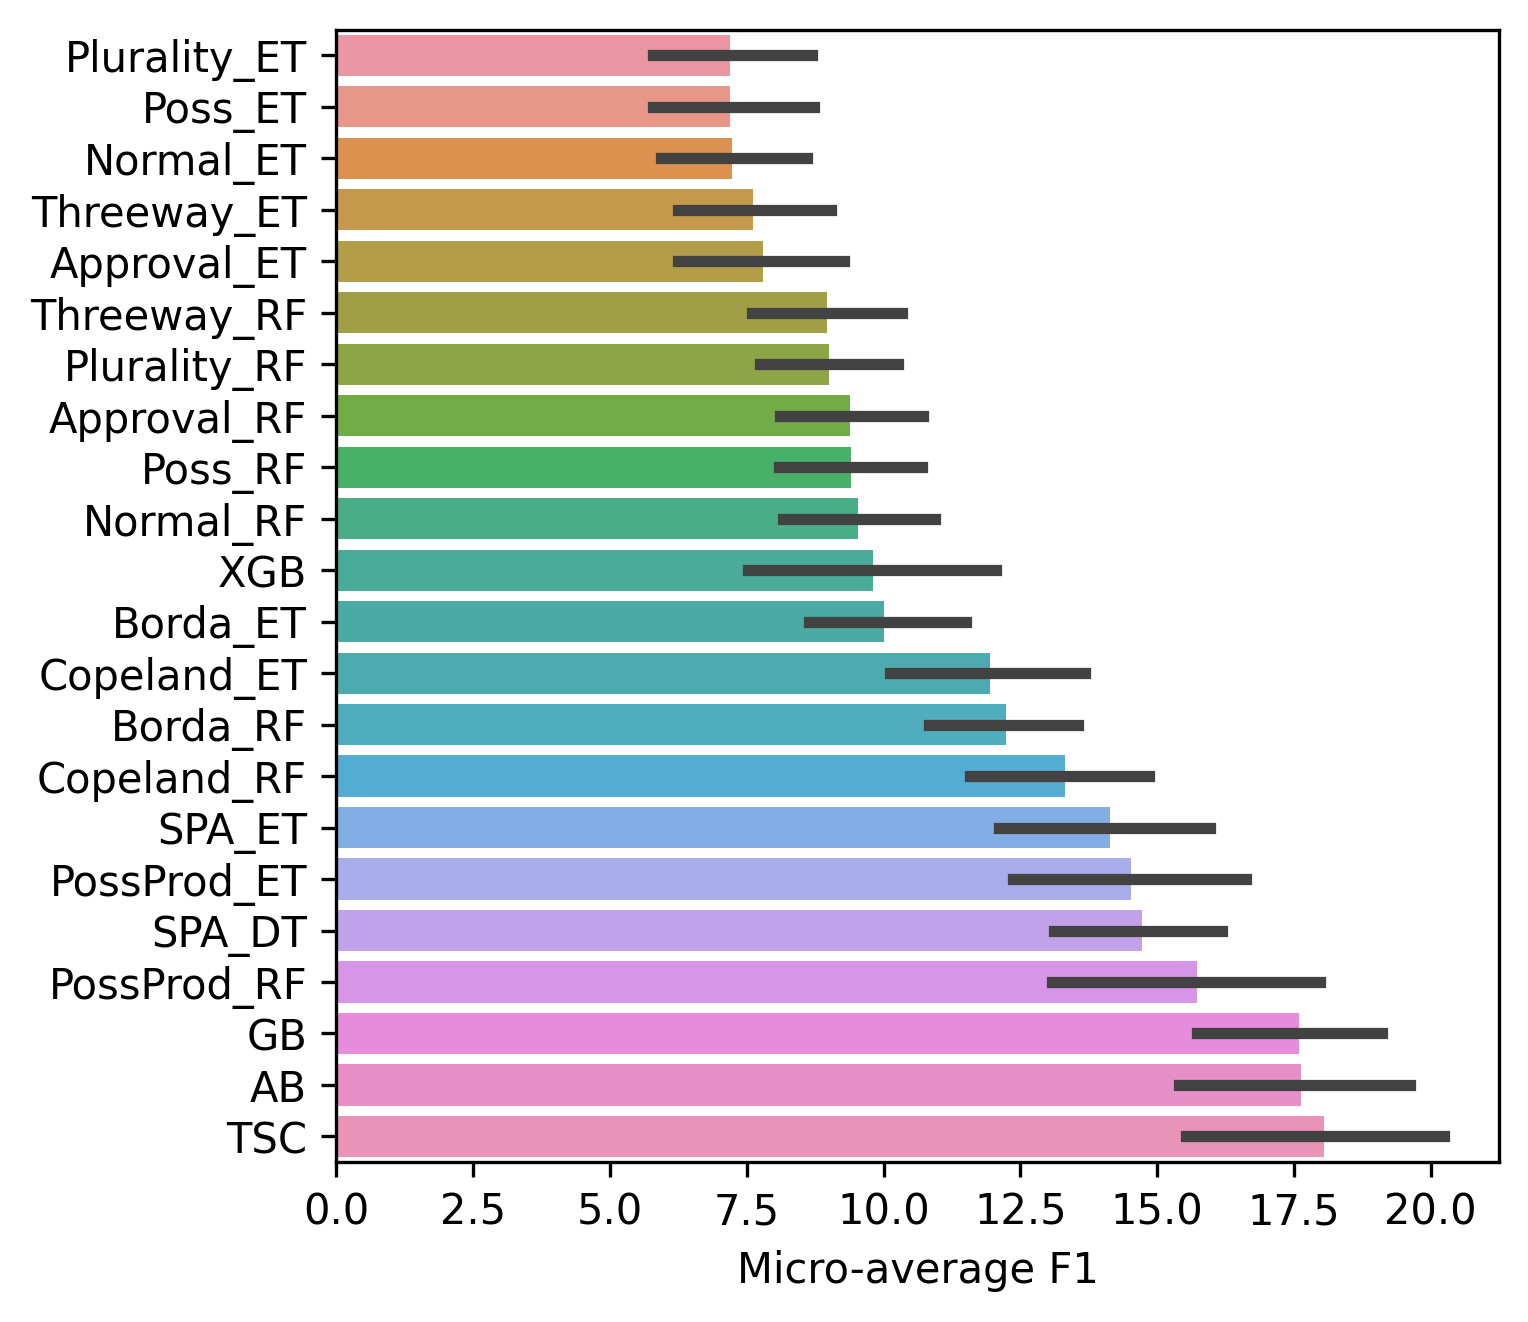 Plurality_ET
Poss_ET
Normal_ET
Threeway_ET
Approval_ET
Threeway_RF
Plurality_RF
Approval_RF
Poss_RF
Normal_RF
XGB
Borda_ET
Copeland_ET
Borda_RF
Copeland_RF
SPA_ET
PossProd_ET
SPA_DT
PossProd_RF
GB
AB
TSC
0.0 2.5 5.0 7.5 10.0 12.5 15.0 17.5 20.0
Micro-average F1